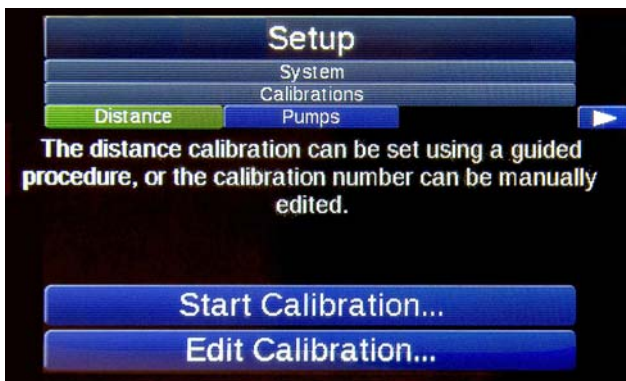 Setup
System
Calibrations
Distance Pumps
The distance calibration can be set using a guided
procedure, or the calibration number can be manually
edited.
Start Calibration...
Edit Calibration...